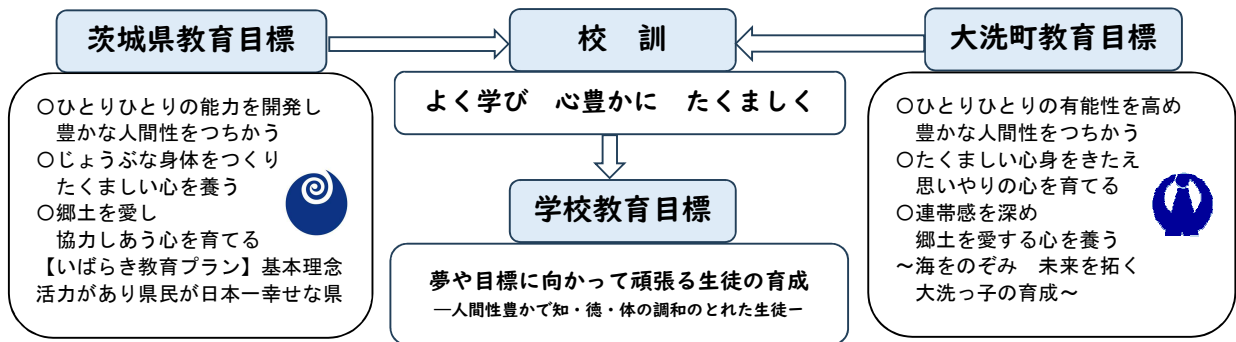 茨城県教育目標
○ひとりひとりの能力を開発し
豊かな人間性をつちかう
○じょうぶな身体をつくり
たくましい心を養う
○郷土を愛し
協力しあう心を育てる
【いばらき教育プラン】基本理念
活力があり県民が日本一幸せな県
校　訓
よく学び　心豊かに　たくましく
学校教育目標
夢や目標に向かって頑張る生徒の育成
―人間性豊かで知・徳・体の調和のとれた生徒ー
大洗町教育目標
○ひとりひとりの有能性を高め
豊かな人間性をつちかう
○たくましい心身をきたえ
思いやりの心を育てる
○連帯感を深め
郷土を愛する心を養う
～海をのぞみ　未来を拓く
大洗っ子の育成～